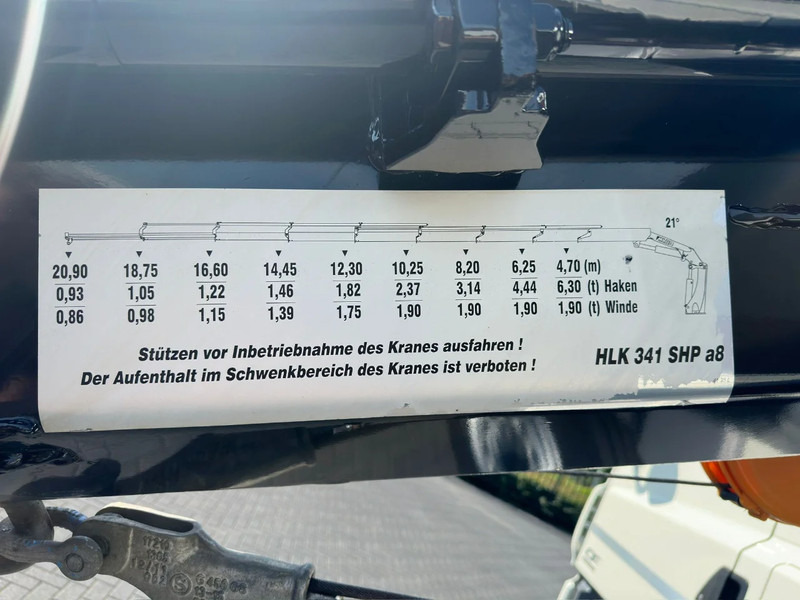 21°
20,90 18,75 16,60 14,45 12,30 10,25 8,20 6,25 4,70 (m)
0,93 1,05 1,22 1,46 1,82 2,37 3,14 4,44 6,30 (t) Haken
0,86 0,98 1,15 1,39 1,75 1,90 1,90 1,90 1,90 (t) Winde
Stützen vor Inbetriebnahme des Kranes ausfahren !
Der Aufenthalt im Schwenkbereich des Kranes ist verboten !
HLK 341 SHP a8